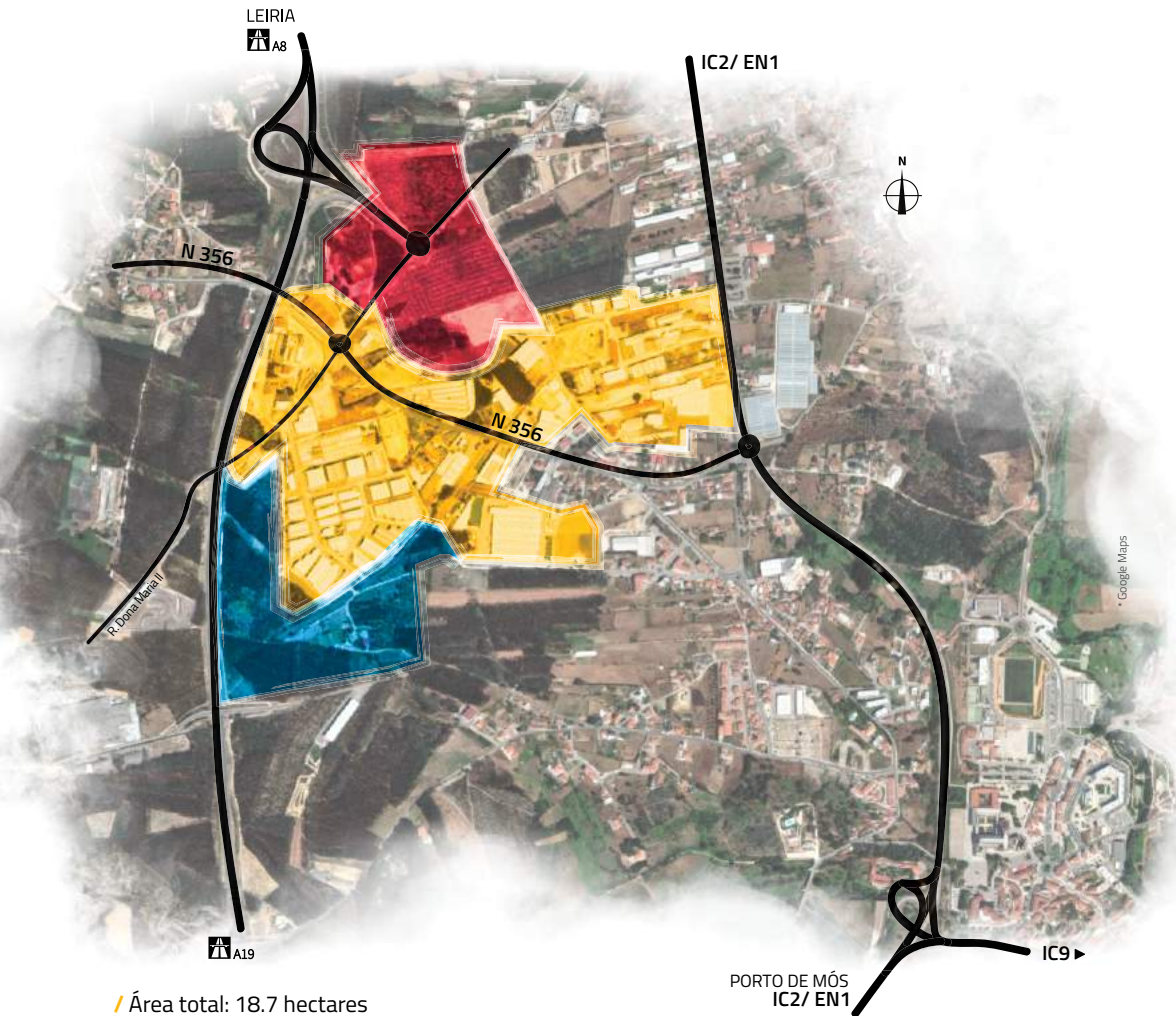 LEIRIA
A8
IC2/ EN1
N
N 356
N 356
R. Dona Maria II
* Google Maps
A19
IC9
PORTO DE MÓS
IC2/ EN1
/ Área total: 18.7 hectares